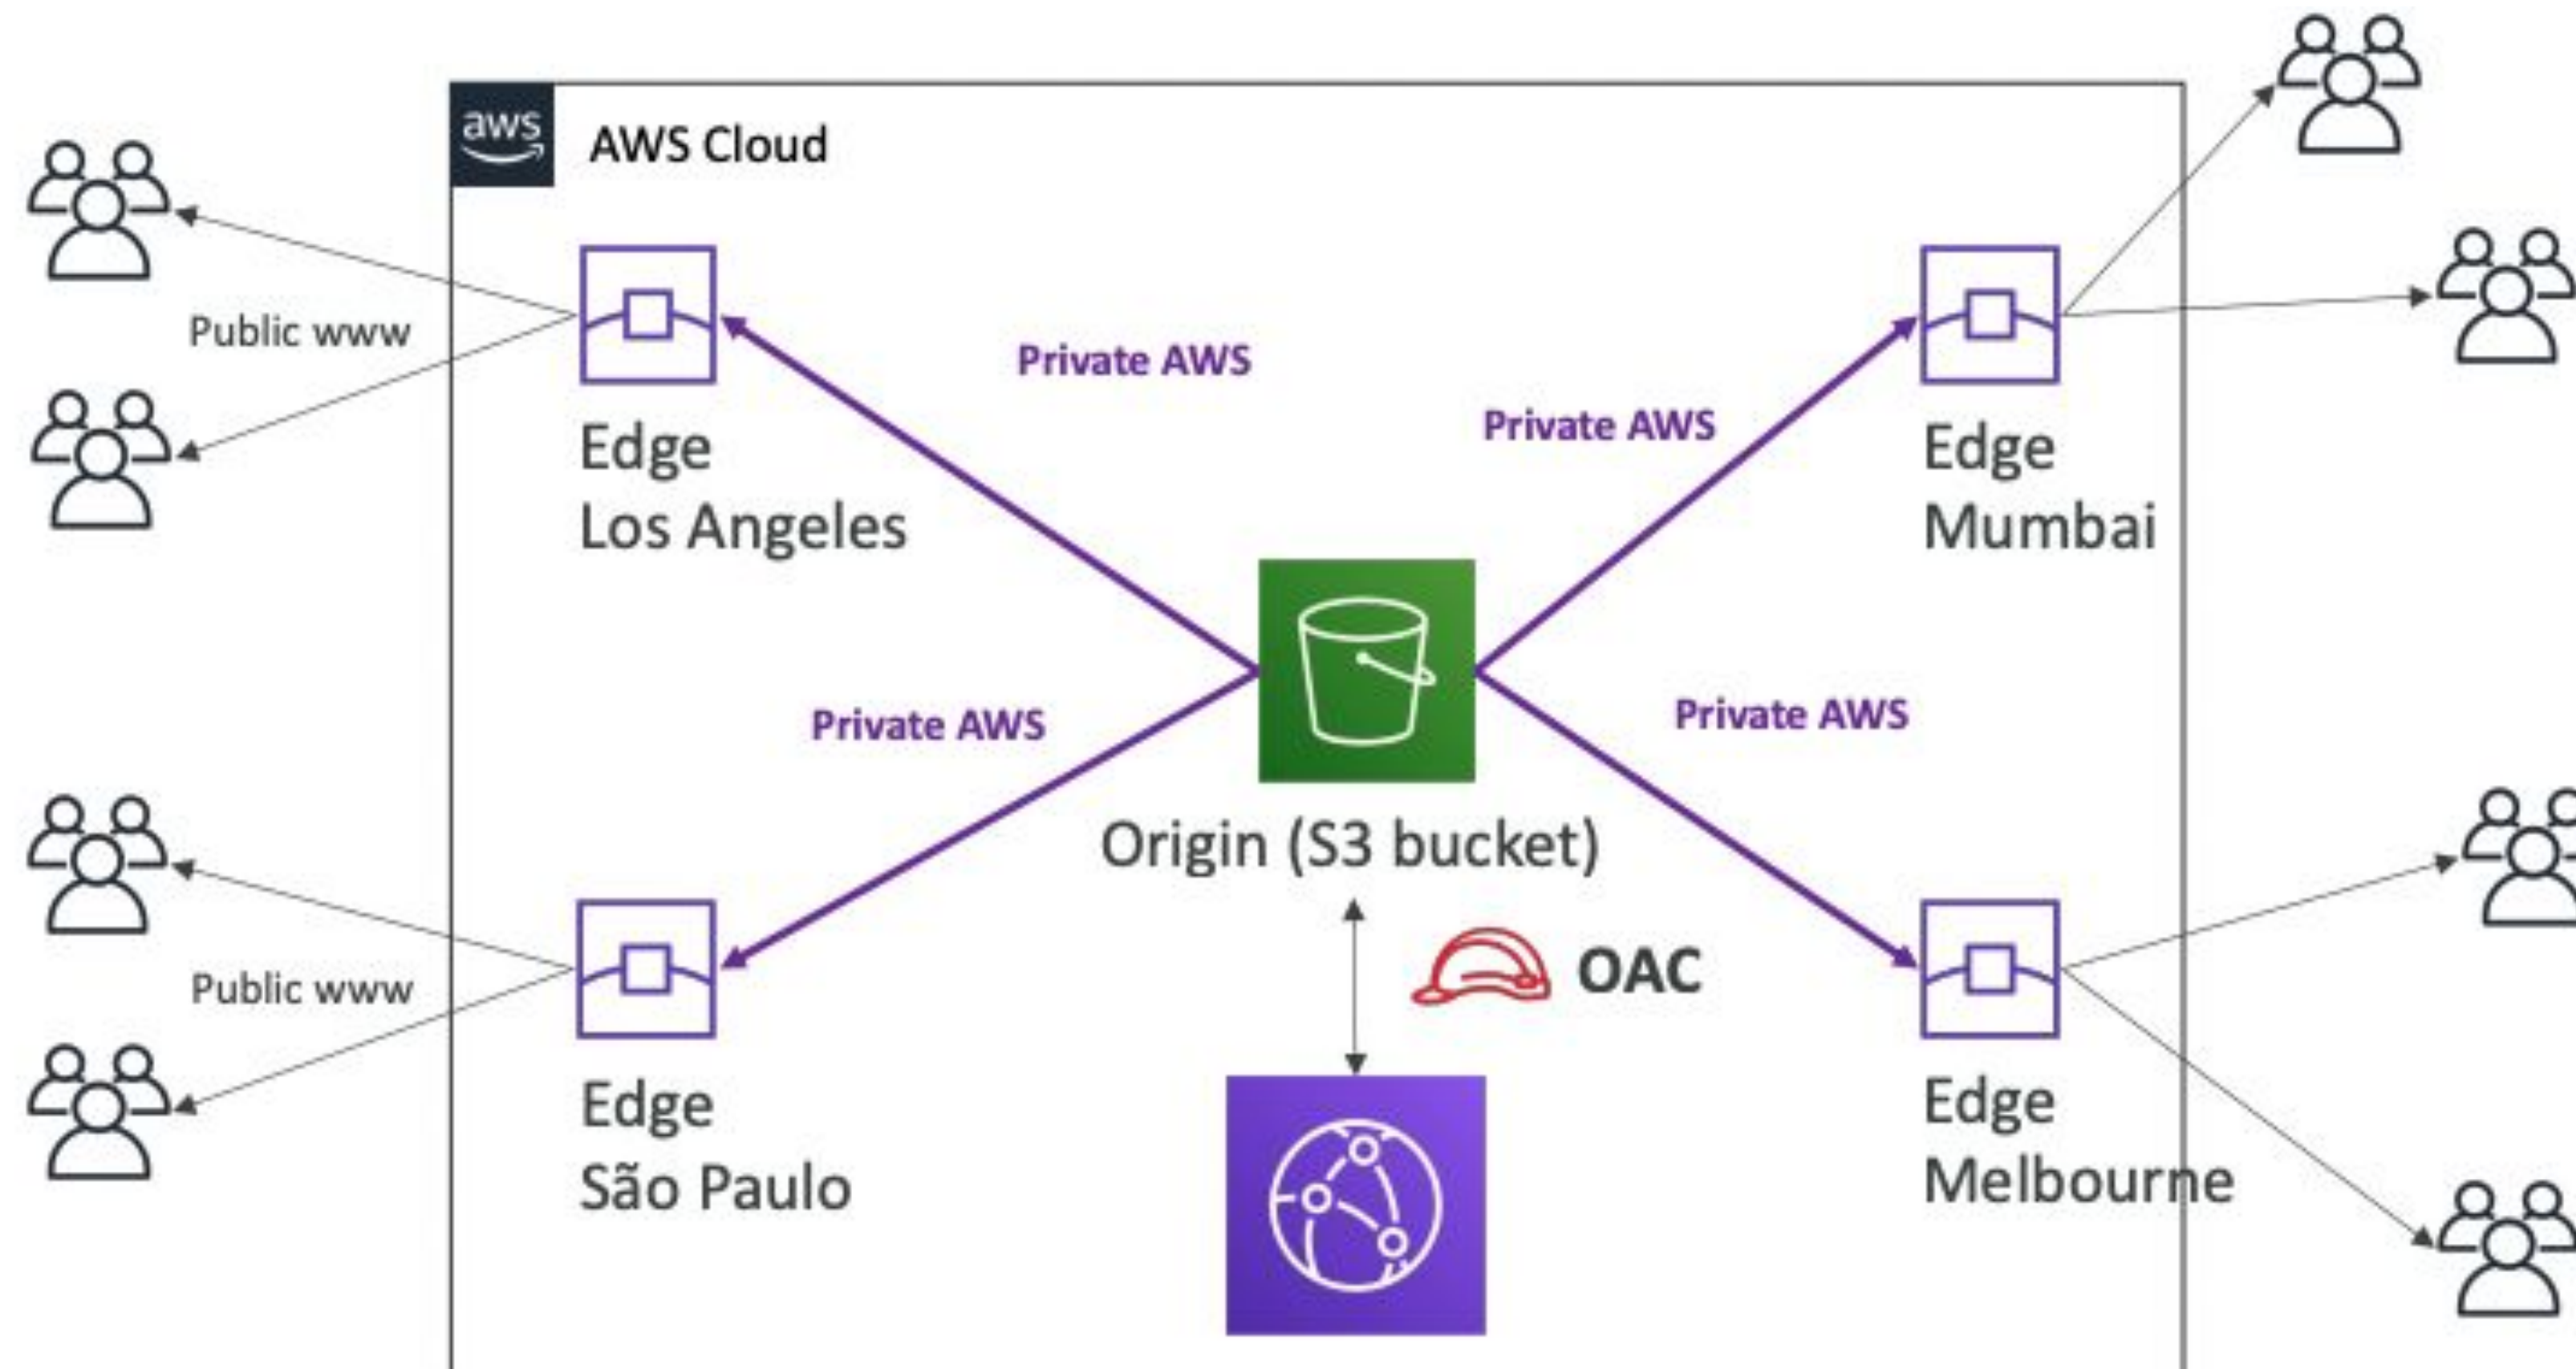 aws
AWS Cloud
Public www
Edge
Los Angeles
Private AWS
Private AWS
Edge
Mumbai
Private AWS
Private AWS
Origin (S3 bucket)
OAC
Public www
Edge
São Paulo
Edge
Melbourne